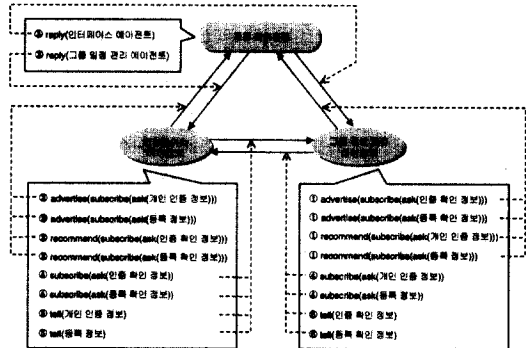 reply(인터페이스 에이전트)
reply(그룹 일정 관리 에이전트)
② advertise(subscribe(ask(개인 인증 정보)))
② advertise(subscribe(ask(등록 정보)))
② recommend(subscribe(ask(인증 확인 정보)))
② recommend(subscribe(ask(등록 확인 정보)))
④ subscribe(ask(인증 확인 정보))
④ subscribe(ask(등록 확인 정보))
⑤ tell(개인 인증 정보)
⑤ tell(등록 정보)
① advertise(subscribe(ask(인증 확인 정보)))
① advertise(subscribe(ask(등록 확인 정보)))
① recommend(subscribe(ask(개인 인증 정보)))
① recommend(subscribe(ask(등록 정보)))
④ subscribe(ask(개인 인증 정보))
④ subscribe(ask(등록 정보))
⑥ tell(인증 확인 정보)
⑥ tell(등록 확인 정보)